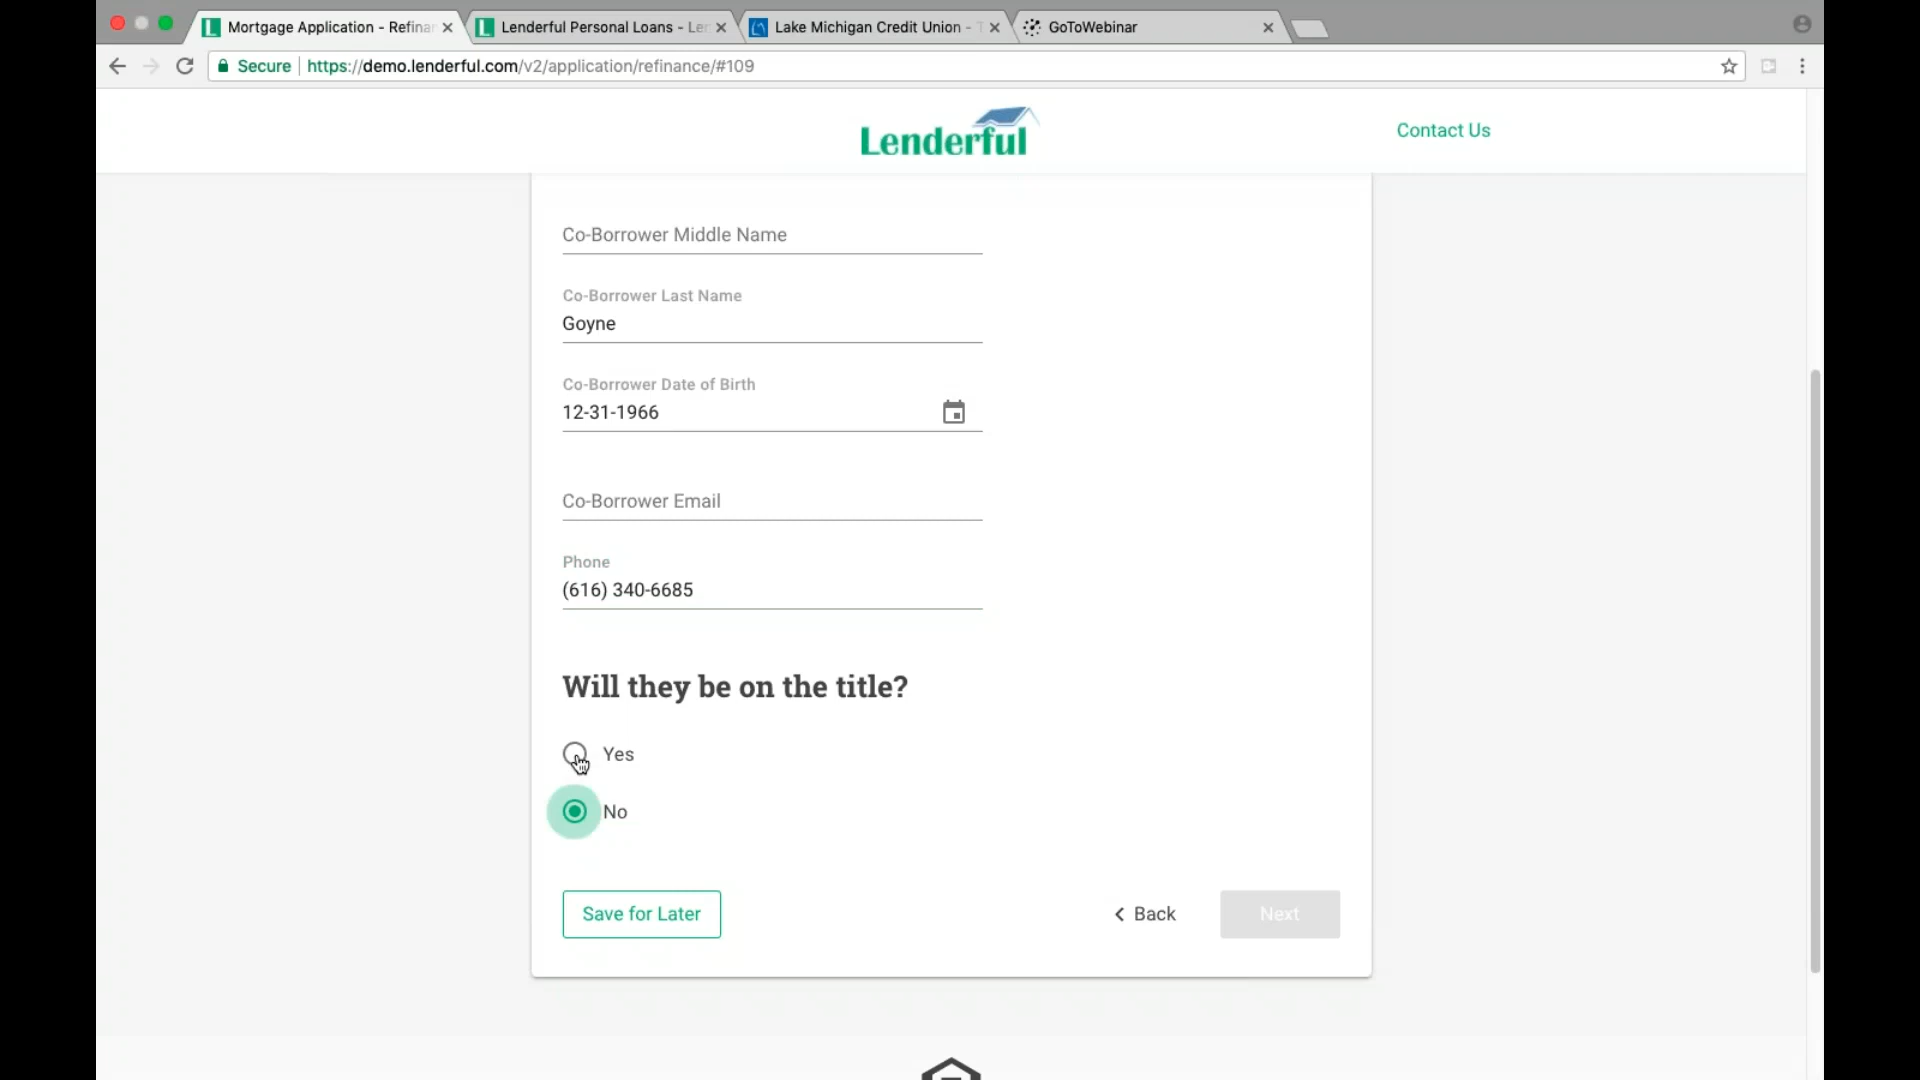 Mortgage Application - Refina
Lenderful Personal Loans - Ler
Lake Michigan Credit Union - T
GoToWebinar
Secure
https://demo.lenderful.com/v2/application/refinance/#109
Lenderful
Contact Us
Co-Borrower Middle Name
Co-Borrower Last Name
Goyne
Co-Borrower Date of Birth
12-31-1966
Co-Borrower Email
Phone
(616) 340-6685
Will they be on the title?
Yes
No
Save for Later
Back
Next